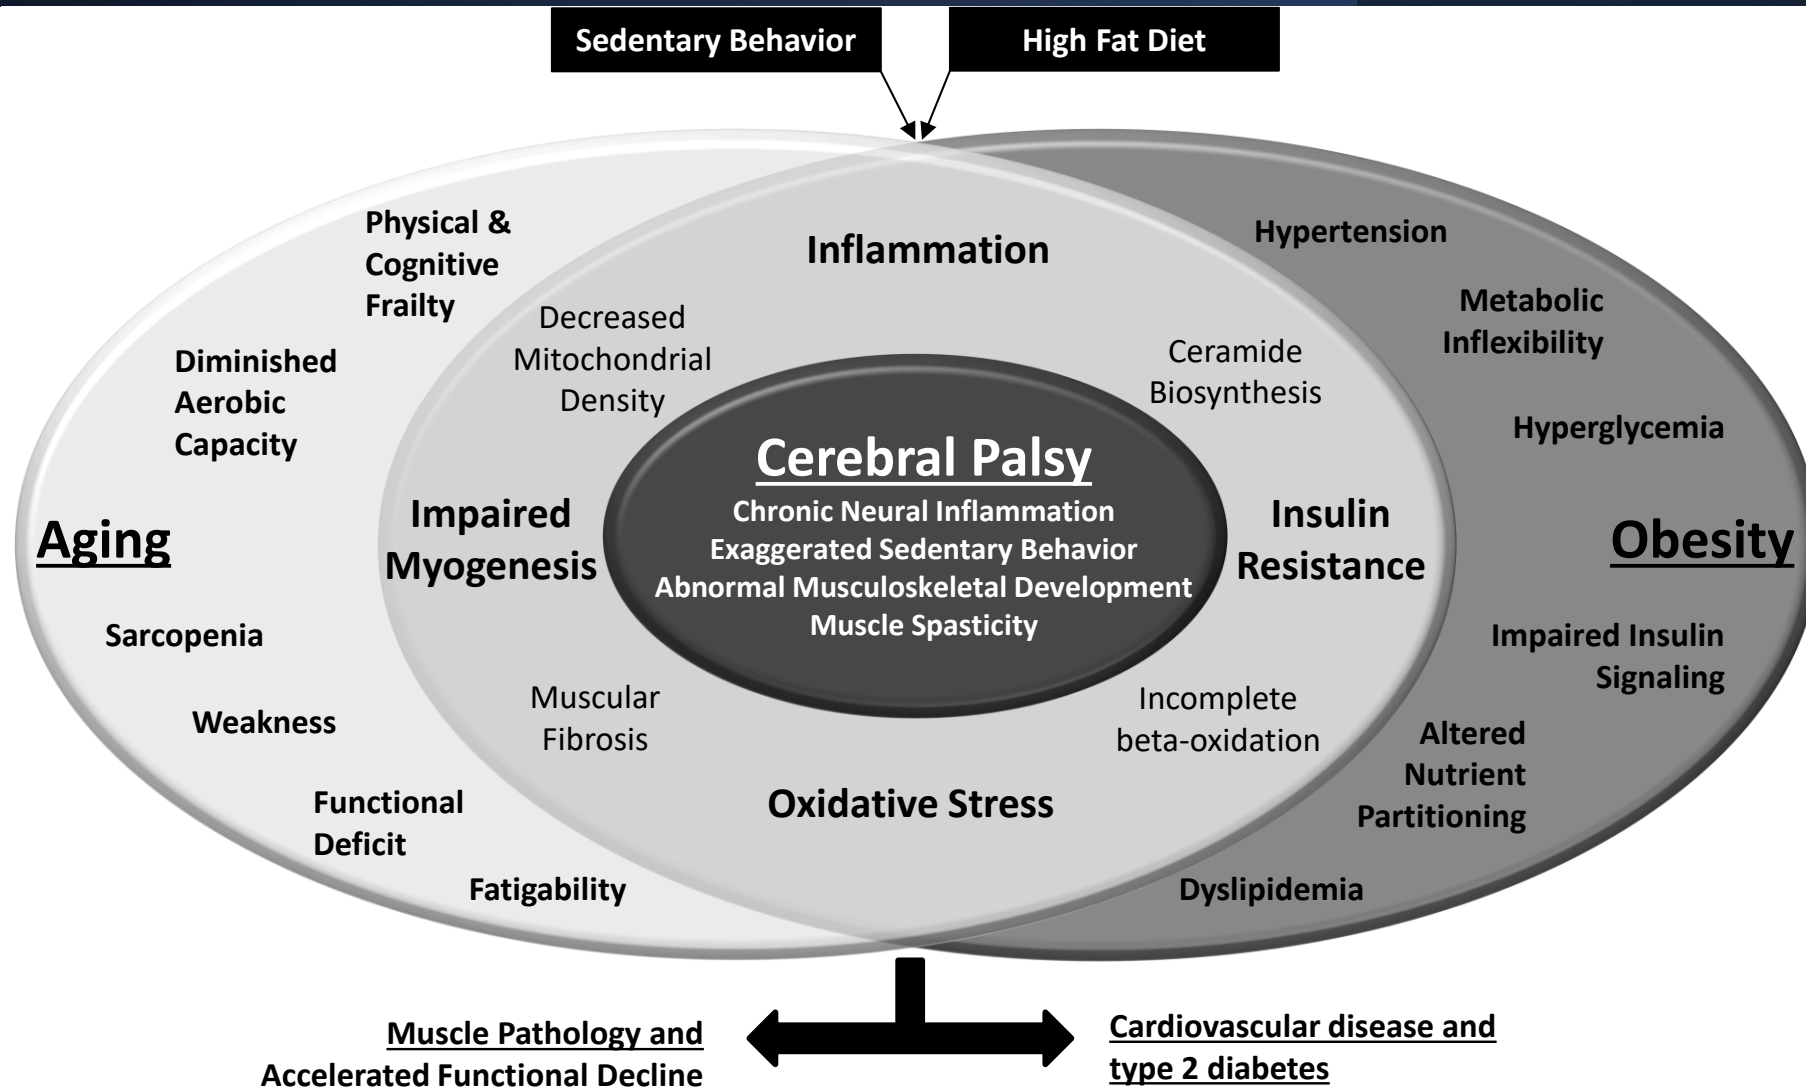 Sedentary Behavior
High Fat Diet
Physical &
Cognitive
Frailty
Diminished
Aerobic
Capacity
Aging
Sarcopenia
Weakness
Functional
Deficit
Fatigability
Inflammation
Decreased
Mitochondrial
Density
Ceramide
Biosynthesis
Impaired
Myogenesis
Cerebral Palsy
Chronic Neural Inflammation
Exaggerated Sedentary Behavior
Abnormal Musculoskeletal Development
Muscle Spasticity
Insulin
Resistance
Muscular
Fibrosis
Incomplete
beta-oxidation
Oxidative Stress
Hypertension
Metabolic
Inflexibility
Hyperglycemia
Obesity
Impaired Insulin
Signaling
Altered
Nutrient
Partitioning
Dyslipidemia
Muscle Pathology and
Accelerated Functional Decline
Cardiovascular disease and
type 2 diabetes